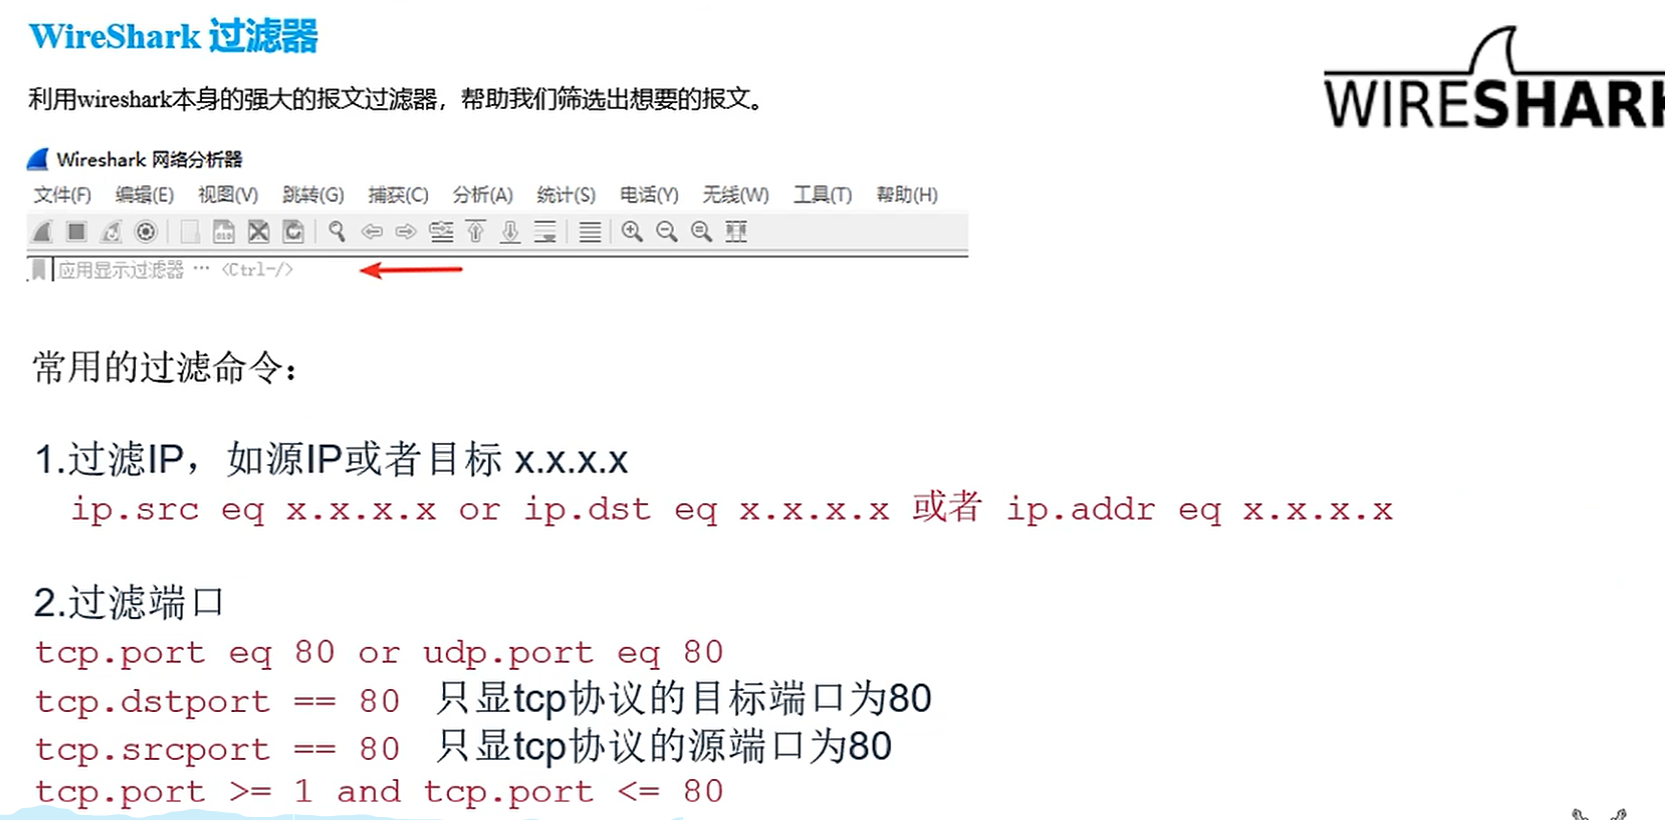 WireShark 过滤器
WIRESHARK
利用wireshark本身的强大的报文过滤器，帮助我们筛选出想要的报文。
Wireshark 网络分析器
文件(F) 编辑(E) 视图(V) 跳转(G) 捕获(C) 分析(A) 统计(S) 电话(Y) 无线(W) 工具(T) 帮助(H)
应用显示过滤器 … <Ctrl-/>
常用的过滤命令：
1.过滤IP，如源IP或者目标 x.x.x.x
ip.src eq x.x.x.x or ip.dst eq x.x.x.x 或者 ip.addr eq x.x.x.x
2.过滤端口
tcp.port eq 80 or udp.port eq 80
tcp.dstport == 80 只显tcp协议的目标端口为80
tcp.srcport == 80 只显tcp协议的源端口为80
tcp.port >= 1 and tcp.port <= 80